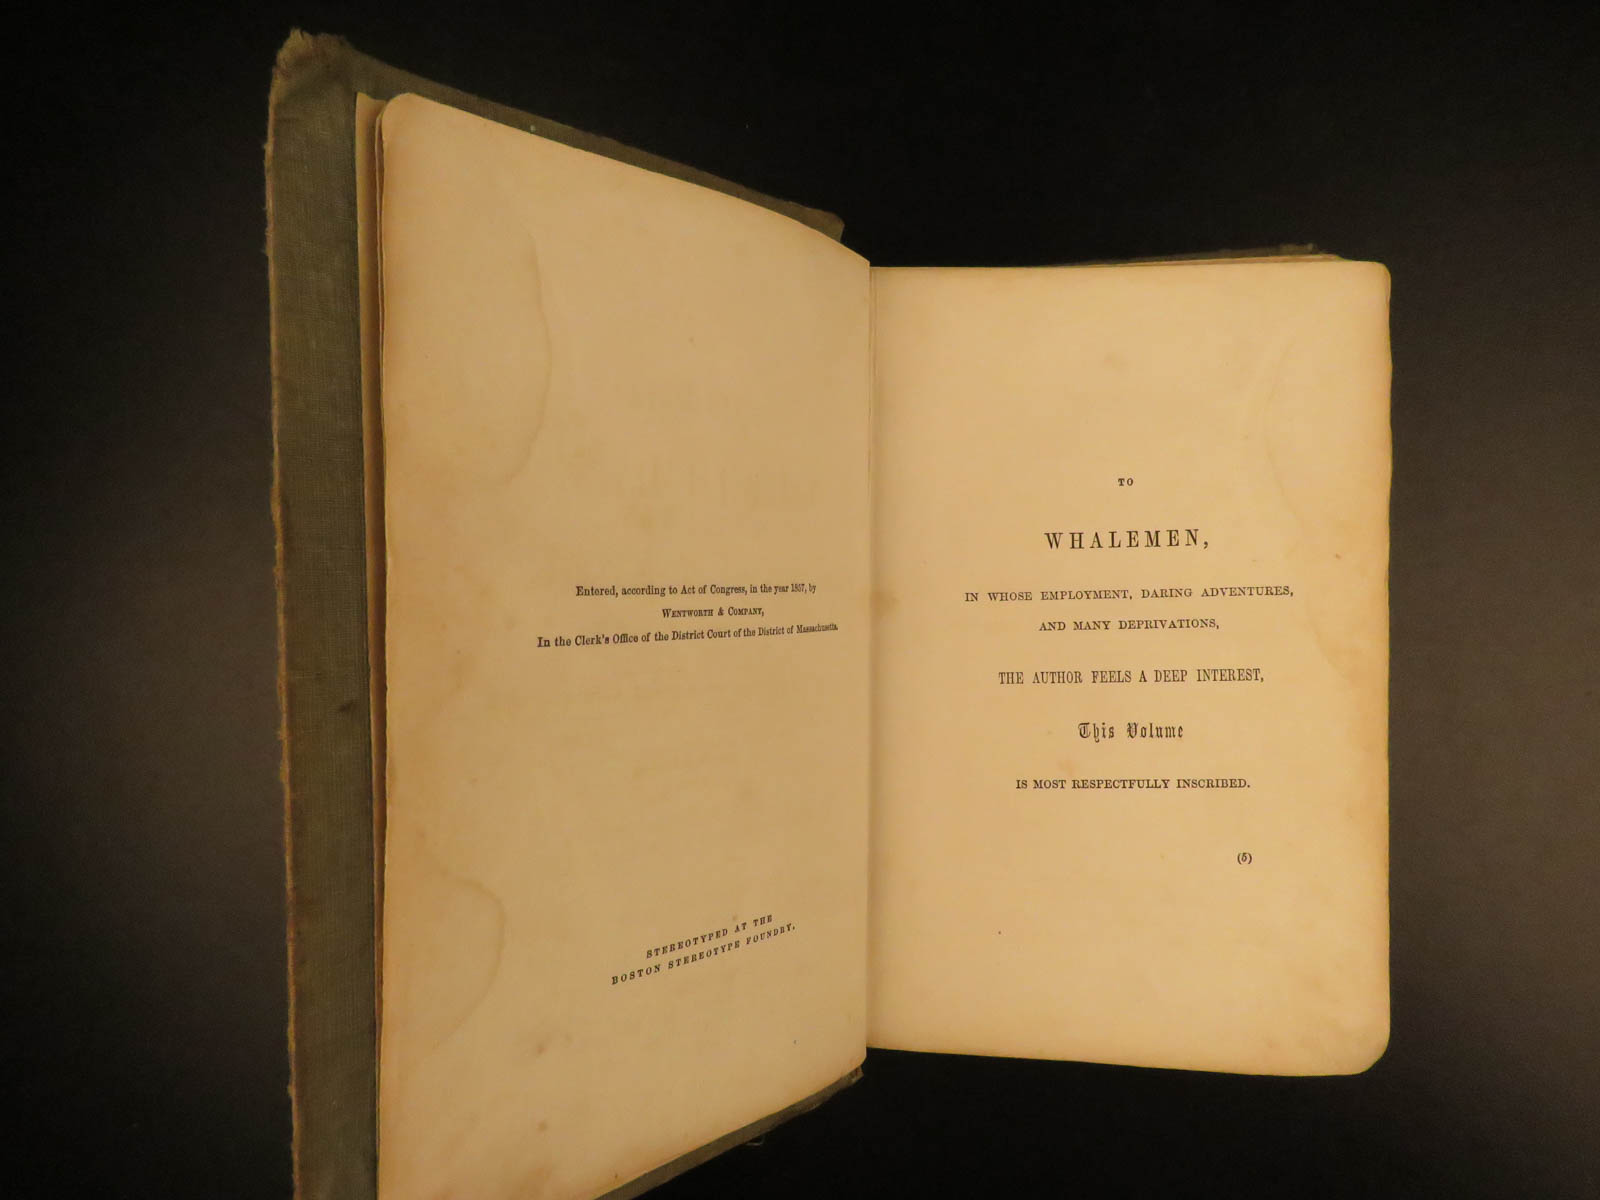 Entered, according to Act of Congress, in the year 1857, by
WENTWORTH & COMPANY,
In the Clerk's Office of the District Court of the District of Massachusetts.
STEREOTYPED AT THE
BOSTON STEREOTYPE FOUNDRY.
TO
WHALEMEN,
IN WHOSE EMPLOYMENT, DARING ADVENTURES,
AND MANY DEPRIVATIONS,
THE AUTHOR FEELS A DEEP INTEREST,
This Volume
IS MOST RESPECTFULLY INSCRIBED.
(5)